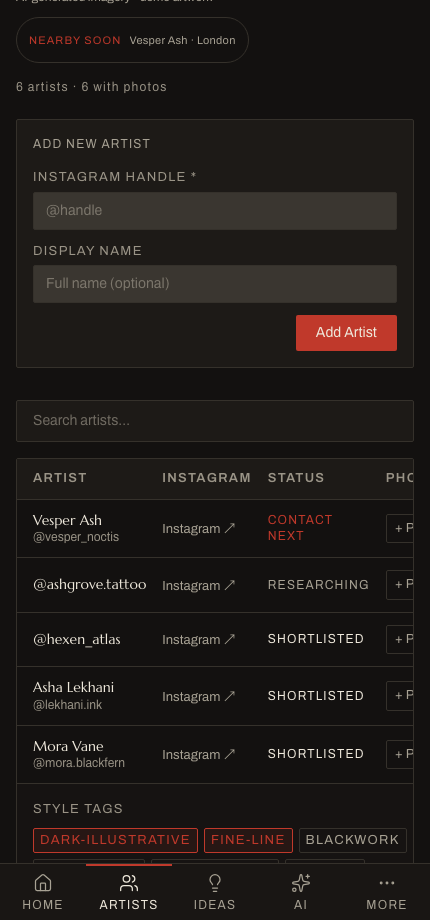 NEARBY SOON Vesper Ash · London
6 artists · 6 with photos
ADD NEW ARTIST
INSTAGRAM HANDLE *
@handle
DISPLAY NAME
Full name (optional)
Add Artist
Search artists...
ARTIST INSTAGRAM STATUS
Vesper Ash
@vesper_noctis
Instagram ↗
CONTACT
NEXT
+ P
@ashgrove.tattoo Instagram ↗ RESEARCHING + P
@hexen_atlas Instagram ↗ SHORTLISTED + P
Asha Lekhani
@lekhani.ink
Instagram ↗ SHORTLISTED + P
Mora Vane
@mora.blackfern
Instagram ↗ SHORTLISTED + P
STYLE TAGS
DARK-ILLUSTRATIVE FINE-LINE BLACKWORK
HOME ARTISTS IDEAS AI MORE